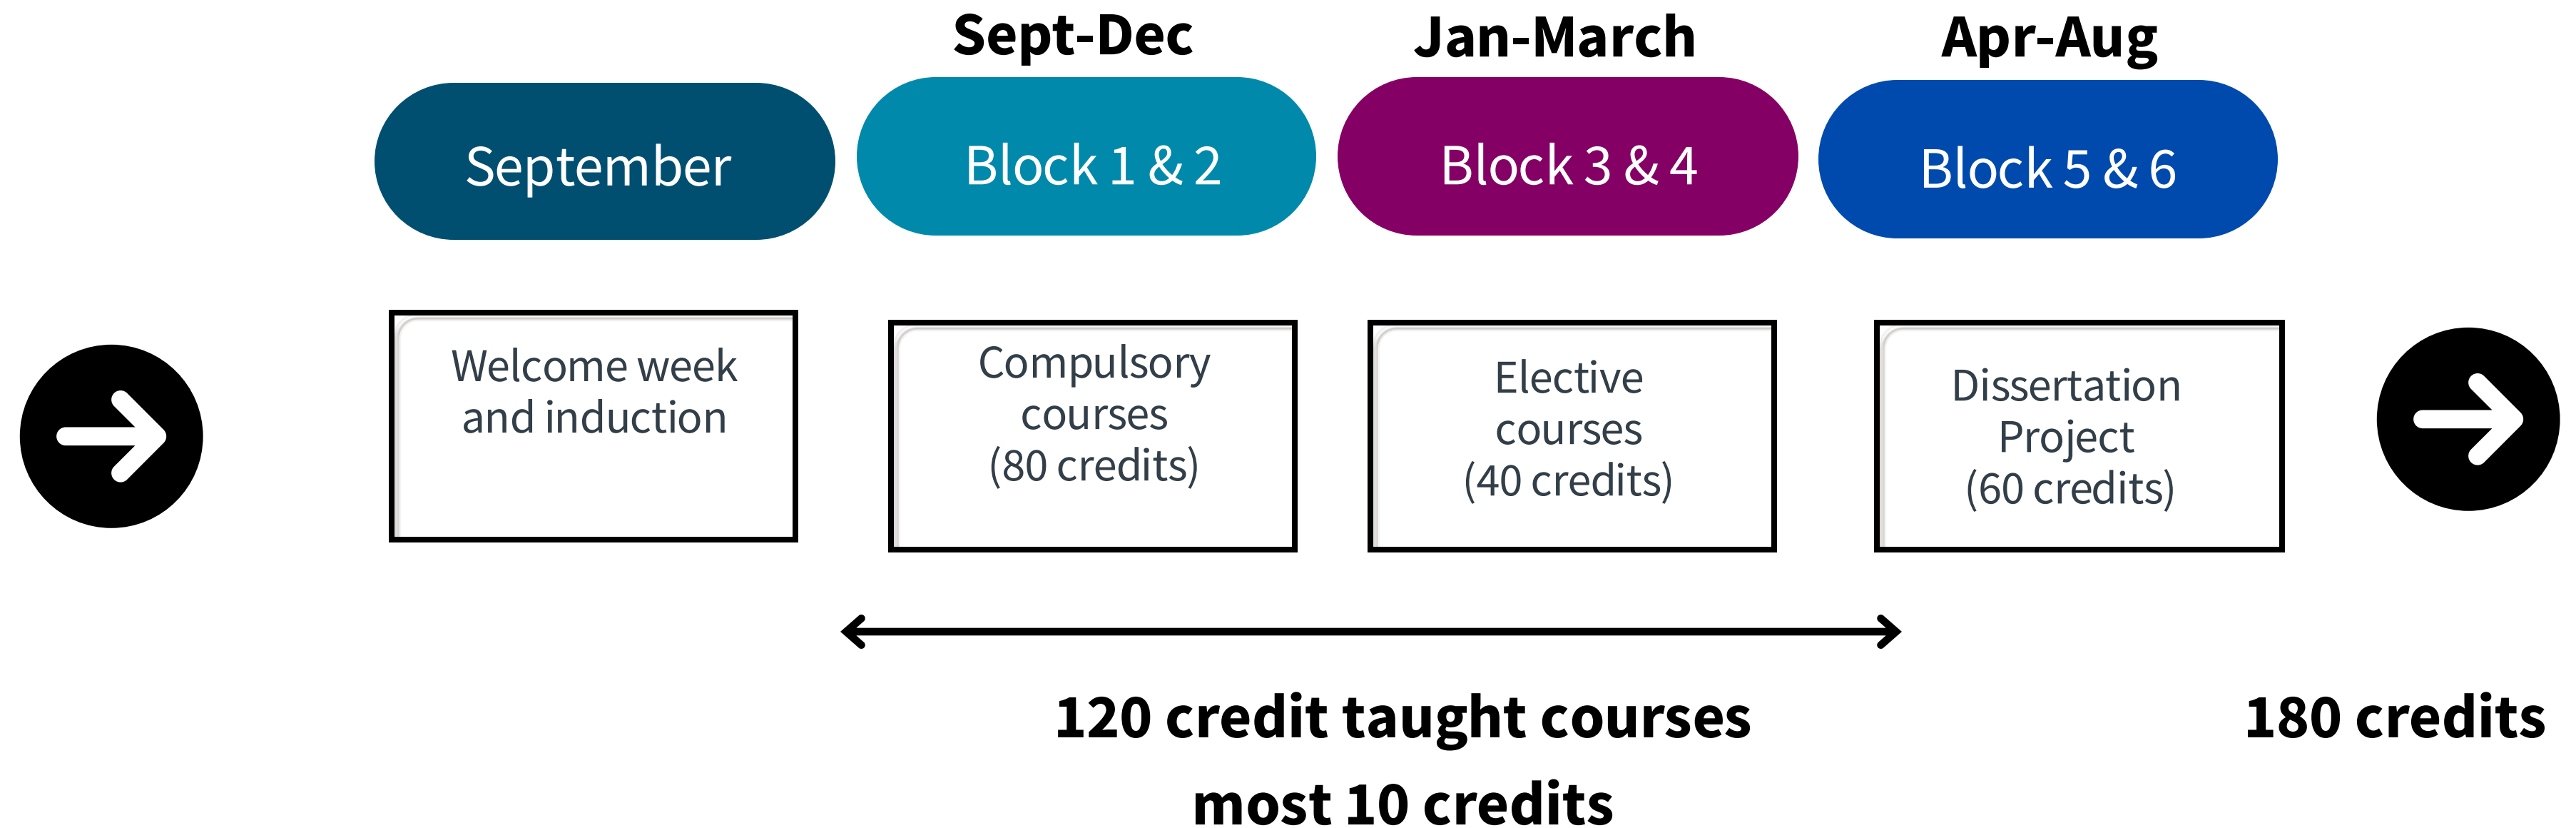 Sept-Dec
Jan-March
Apr-Aug
September
Block 1 & 2
Block 3 & 4
Block 5 & 6
Welcome week
and induction
Compulsory
courses
(80 credits)
Elective
courses
(40 credits)
Dissertation
Project
(60 credits)
120 credit taught courses
most 10 credits
180 credits